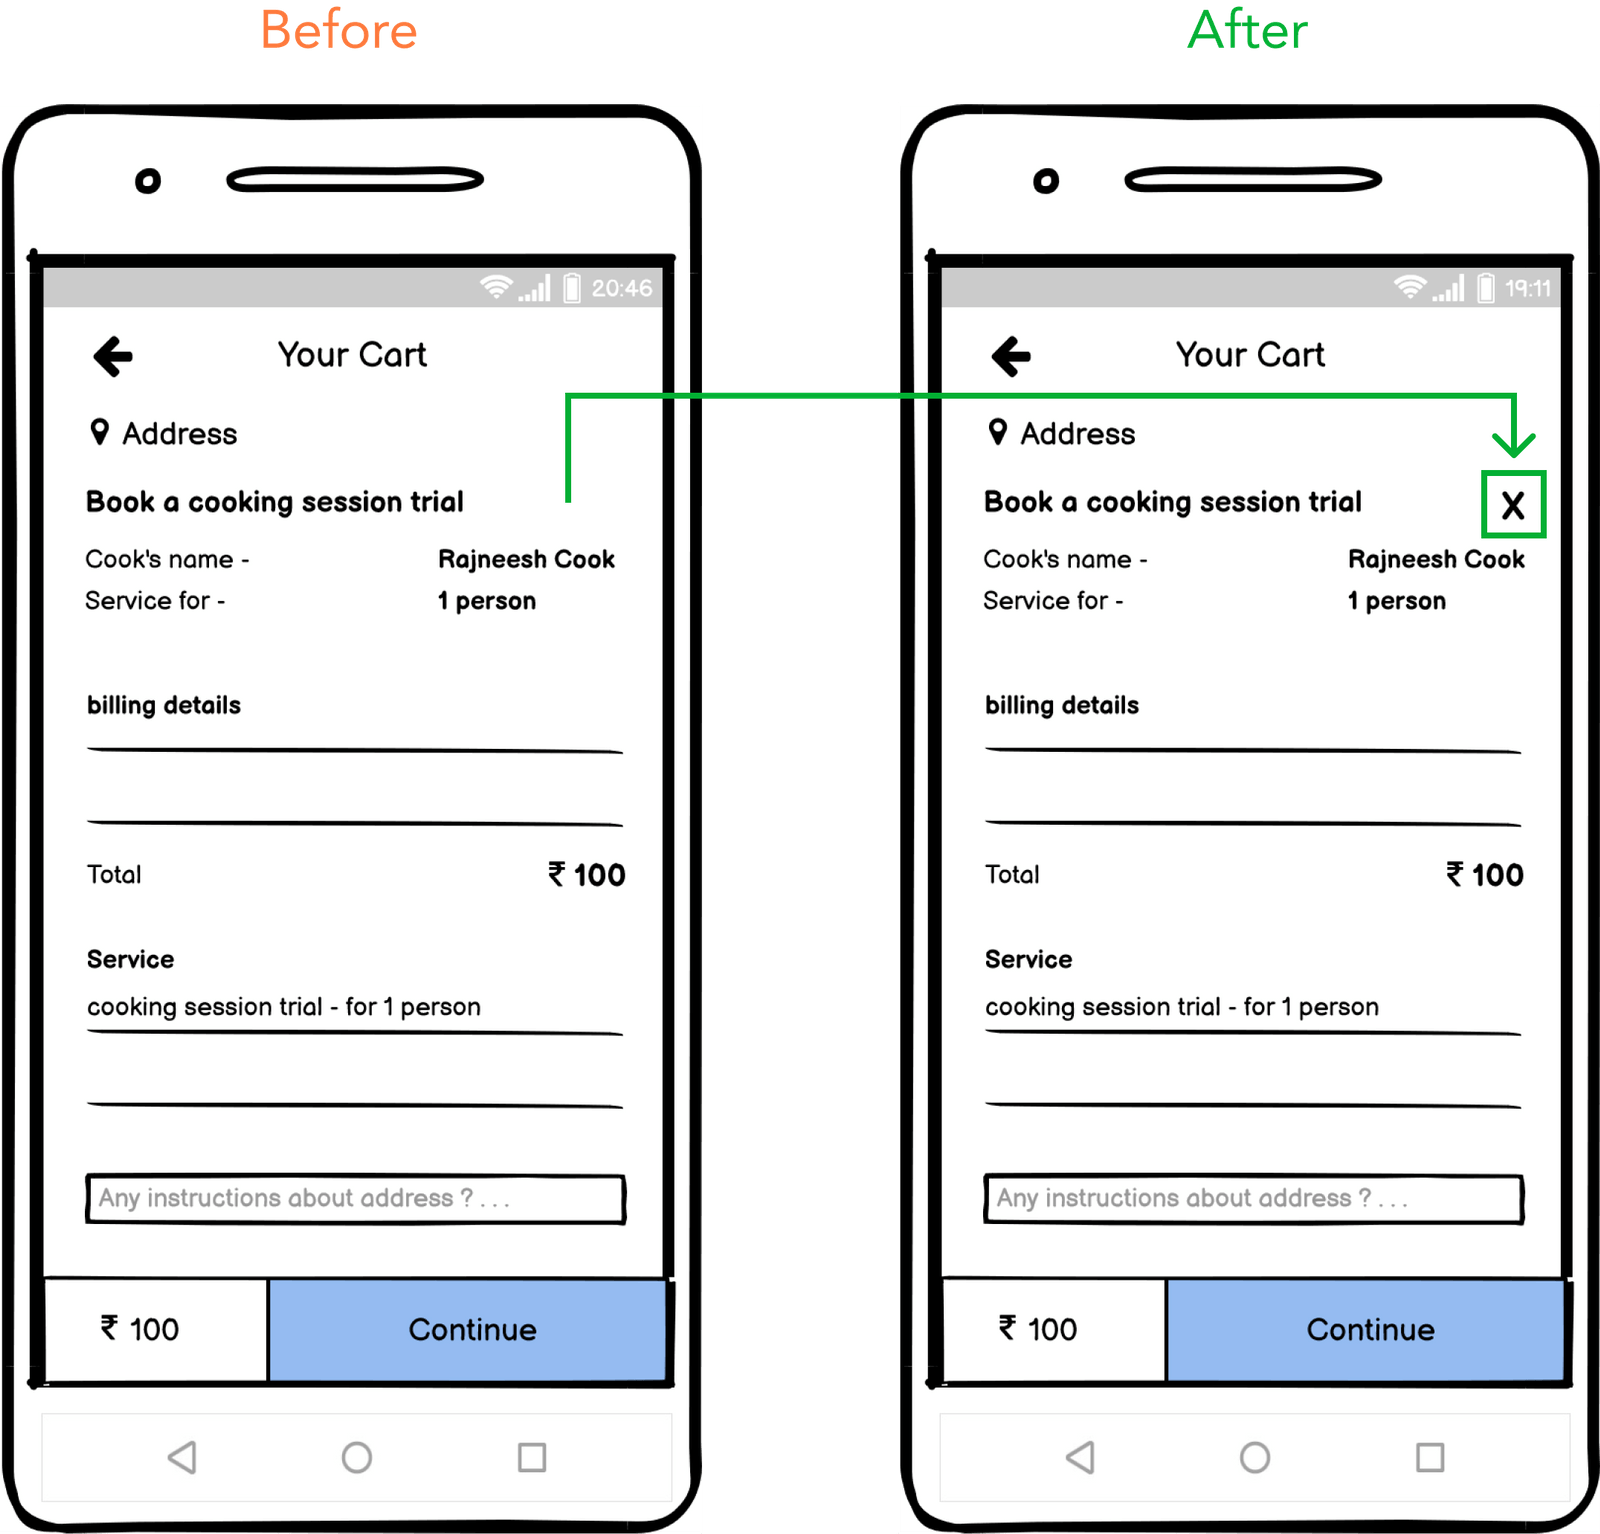 Before
20:46
Your Cart
Address
Book a cooking session trial
Cook's name - Rajneesh Cook
Service for - 1 person
billing details
Total ₹ 100
Service
cooking session trial - for 1 person
Any instructions about address ? . . .
₹ 100 Continue
After
19:11
Your Cart
Address
Book a cooking session trial X
Cook's name - Rajneesh Cook
Service for - 1 person
billing details
Total ₹ 100
Service
cooking session trial - for 1 person
Any instructions about address ? . . .
₹ 100 Continue